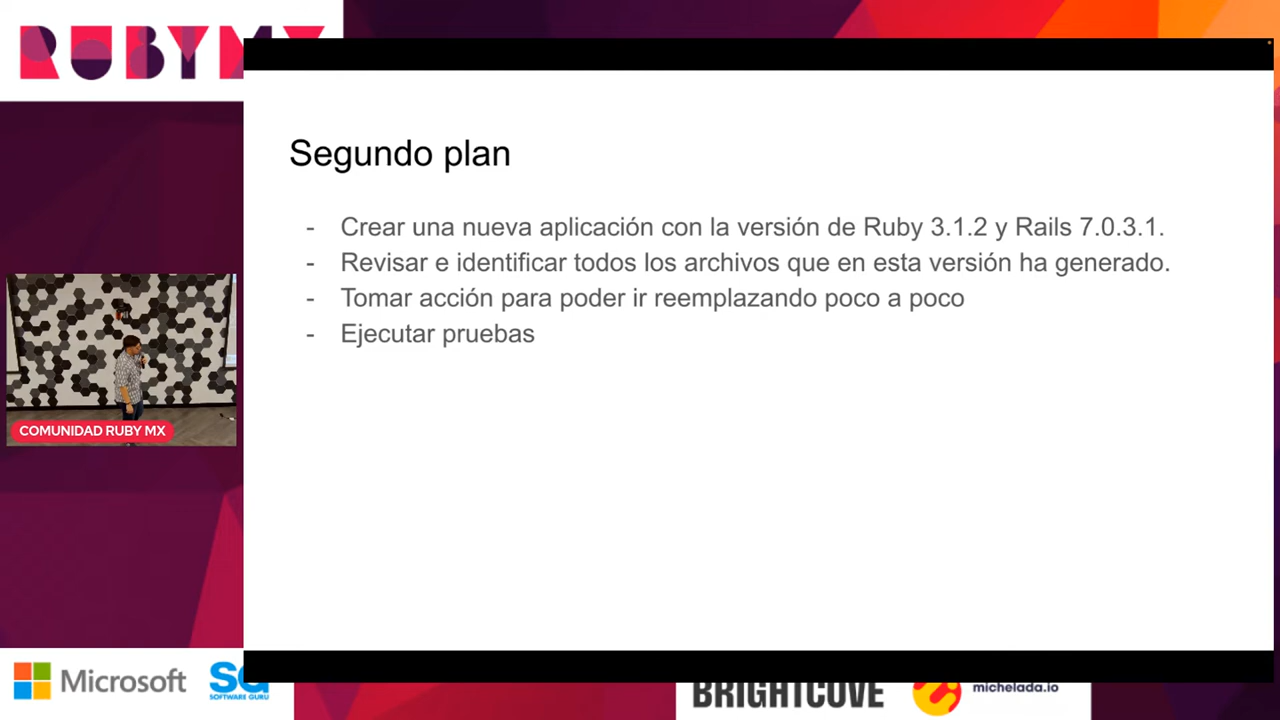 RUBYMX
Segundo plan
- Crear una nueva aplicación con la versión de Ruby 3.1.2 y Rails 7.0.3.1.
- Revisar e identificar todos los archivos que en esta versión ha generado.
- Tomar acción para poder ir reemplazando poco a poco
- Ejecutar pruebas
COMUNIDAD RUBY MX
Microsoft
SG
SOFTWARE GURU
BRIGHTCOVE
michelada.io